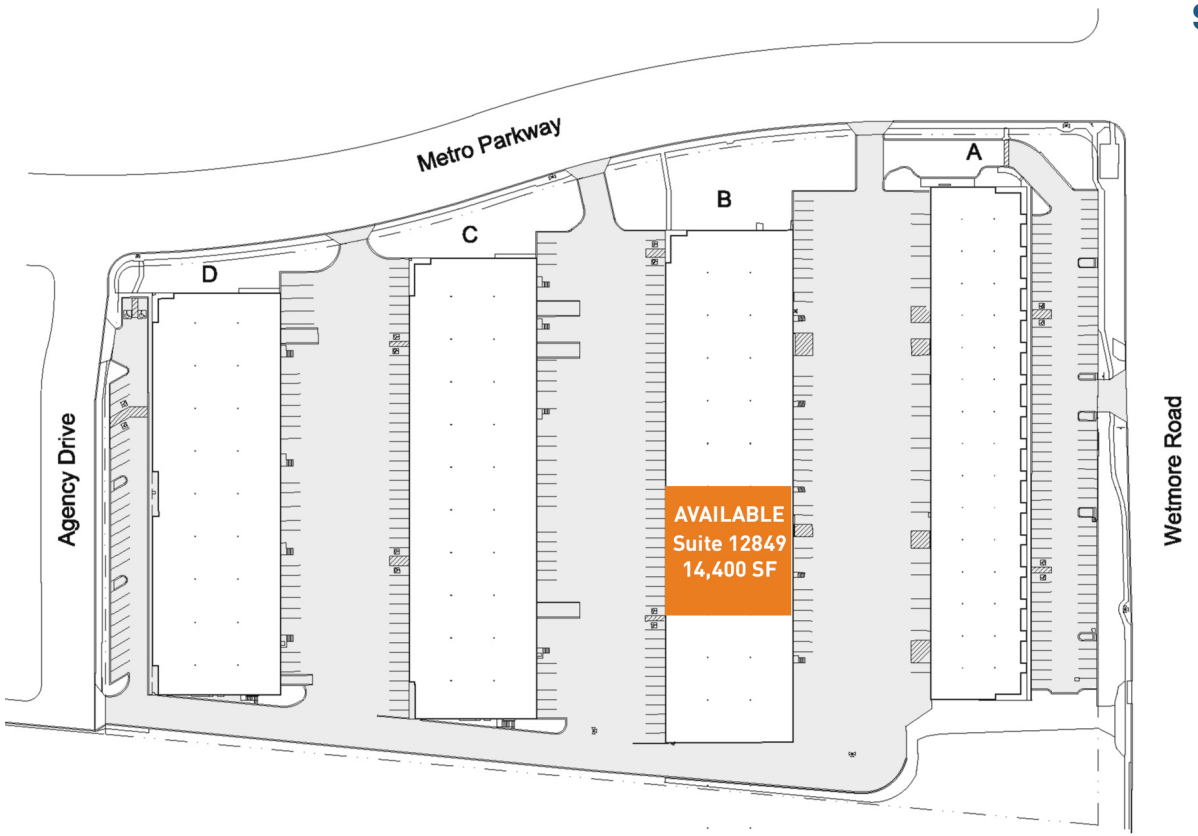 Metro Parkway
A
B
C
D
Agency Drive
Wetmore Road
AVAILABLE
Suite 12849
14,400 SF